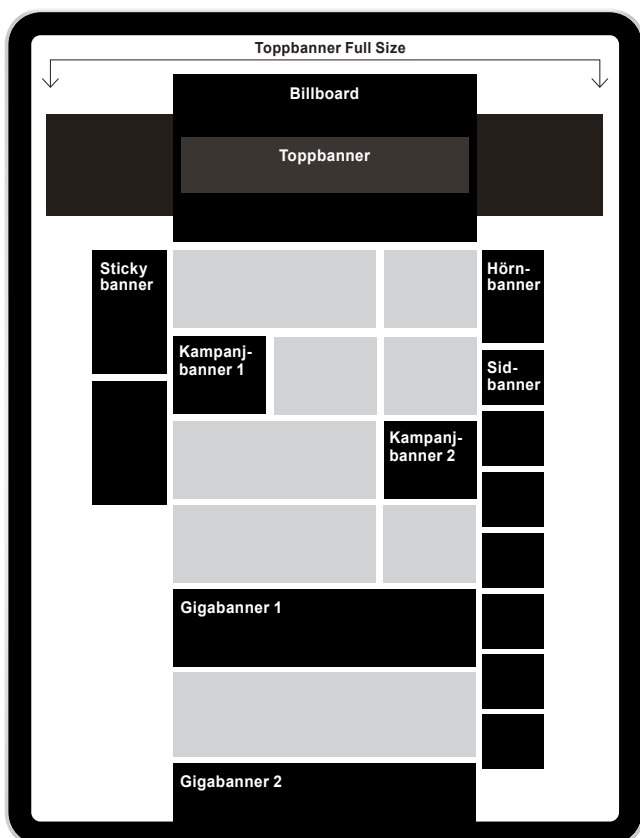 Toppbanner Full Size
Billboard
Toppbanner
Sticky
banner
Hörn-
banner
Kampanj-
banner 1
Sid-
banner
Kampanj-
banner 2
Gigabanner 1
Gigabanner 2